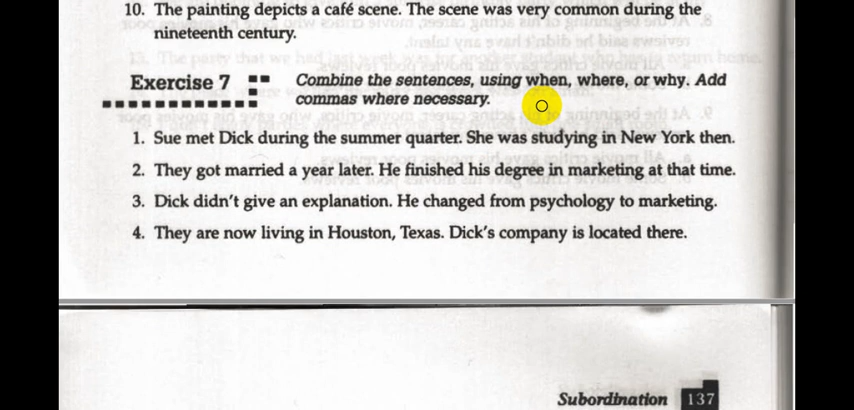 10. The painting depicts a café scene. The scene was very common during the
nineteenth century.
Exercise 7
Combine the sentences, using when, where, or why. Add
commas where necessary.
1. Sue met Dick during the summer quarter. She was studying in New York then.
2. They got married a year later. He finished his degree in marketing at that time.
3. Dick didn't give an explanation. He changed from psychology to marketing.
4. They are now living in Houston, Texas. Dick's company is located there.
Subordination 137